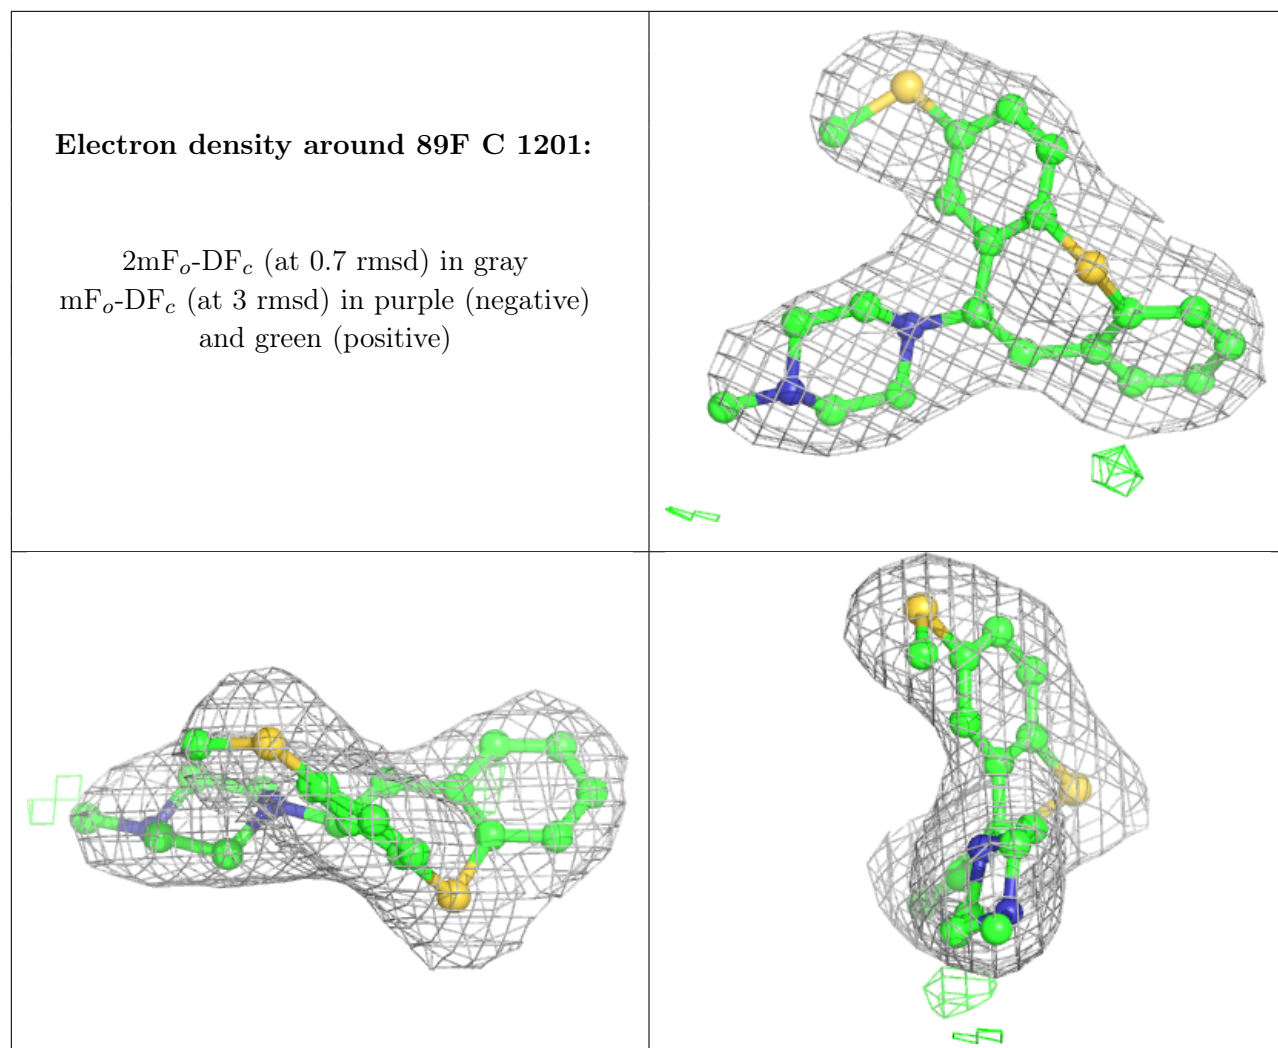 Electron density around 89F C 1201:
2mFo-DFc (at 0.7 rmsd) in gray
mFo-DFc (at 3 rmsd) in purple (negative)
and green (positive)